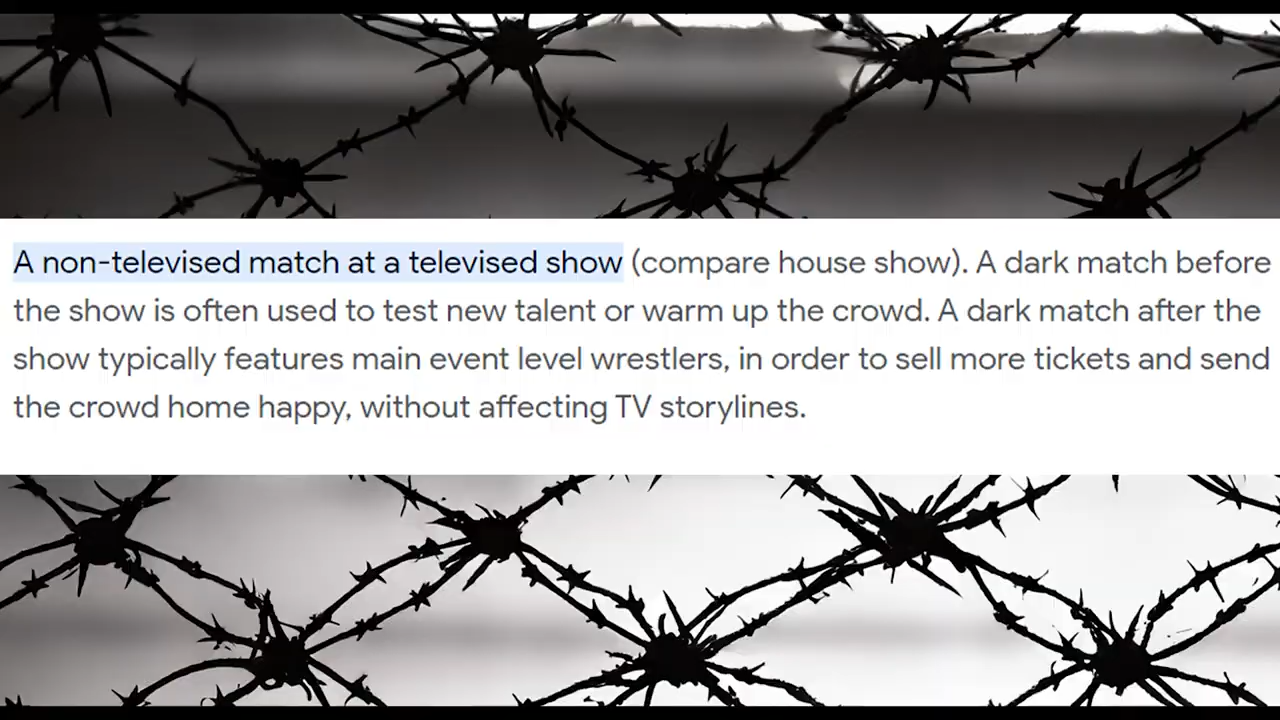 A non-televised match at a televised show (compare house show). A dark match before
the show is often used to test new talent or warm up the crowd. A dark match after the
show typically features main event level wrestlers, in order to sell more tickets and send
the crowd home happy, without affecting TV storylines.